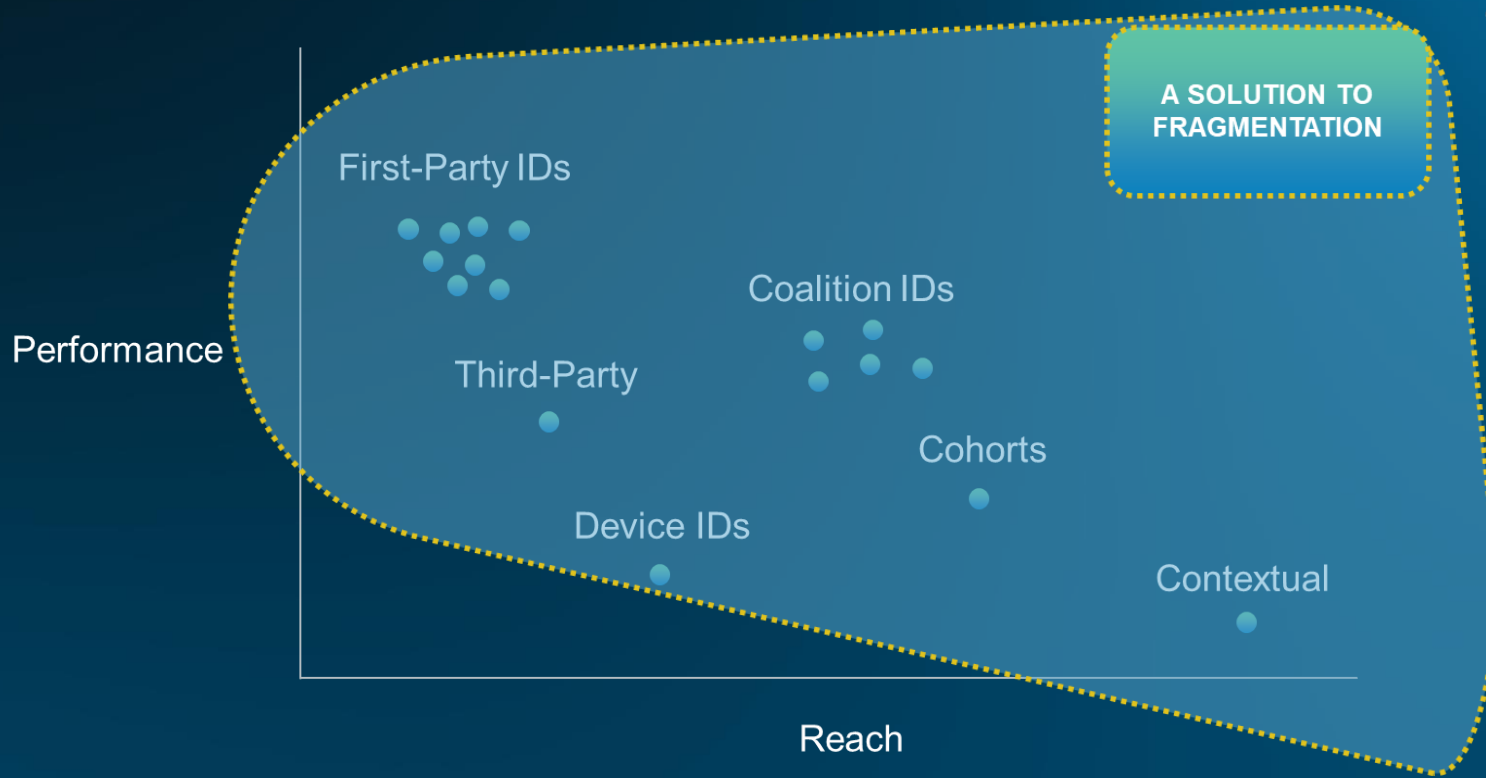 A SOLUTION TO
FRAGMENTATION
First-Party IDs
Coalition IDs
Performance
Third-Party
Cohorts
Device IDs
Contextual
Reach